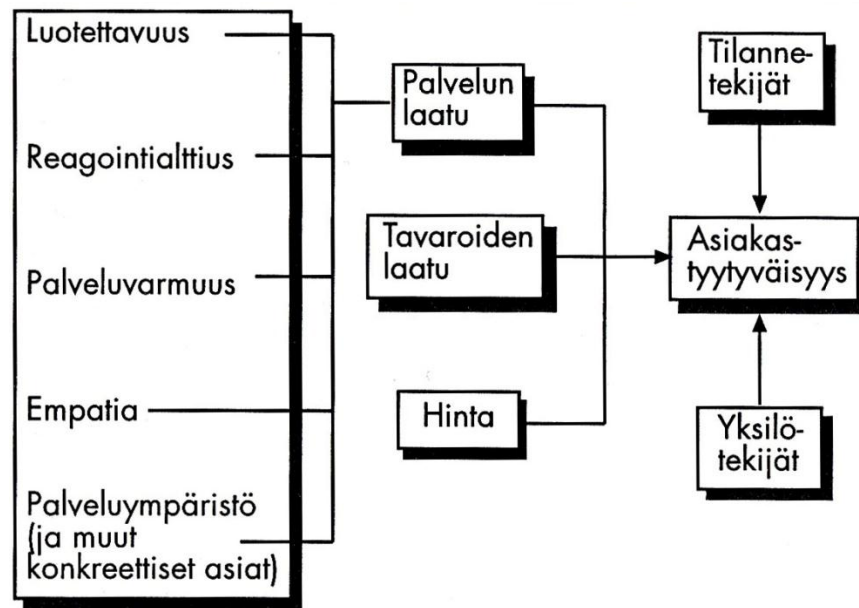 Luotettavuus
Reagointialttius
Palveluvarmuus
Empatia
Palveluympäristö
(ja muut
konkreettiset asiat)
Palvelun
laatu
Tavaroiden
laatu
Hinta
Tilanne-
tekijät
Asiakas-
tyytyväisyys
Yksilö-
tekijät